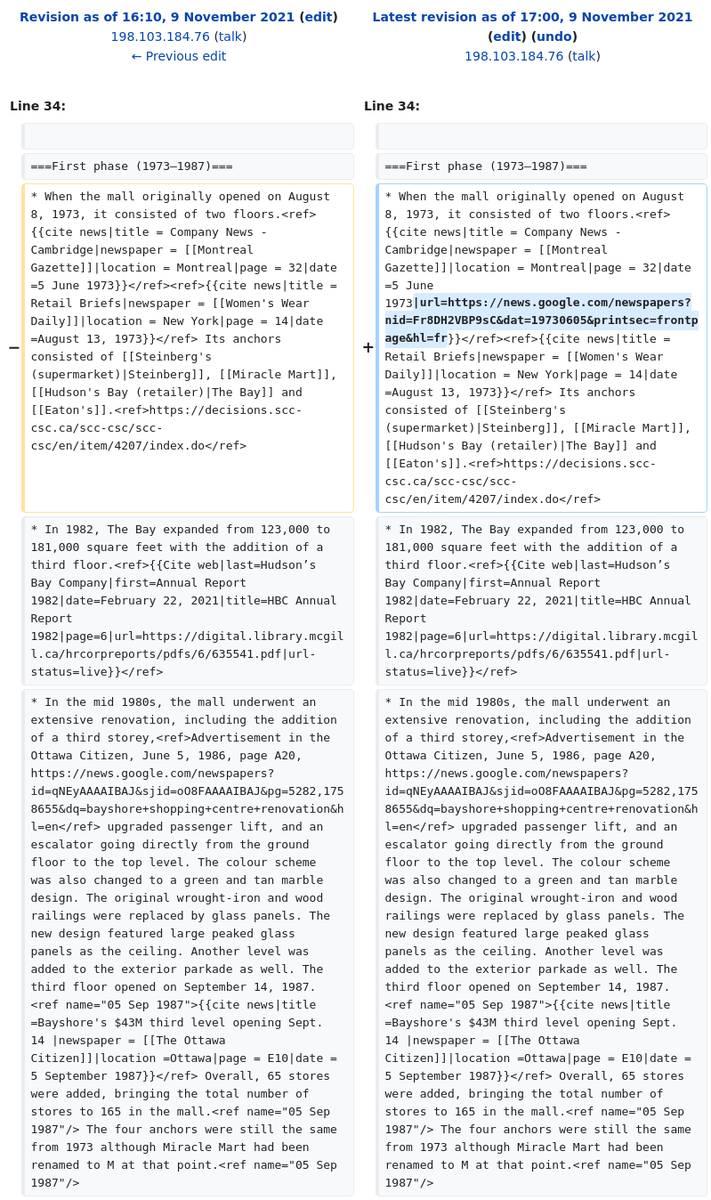 Revision as of 16:10, 9 November 2021 (edit)
198.103.184.76 (talk)
← Previous edit
Latest revision as of 17:00, 9 November 2021
(edit) (undo)
198.103.184.76 (talk)
Line 34:
Line 34:
===First phase (1973–1987)===
===First phase (1973–1987)===
−
* When the mall originally opened on August
8, 1973, it consisted of two floors.<ref>
{{cite news|title = Company News -
Cambridge|newspaper = [[Montreal
Gazette]]|location = Montreal|page = 32|date
=5 June 1973}}</ref><ref>{{cite news|title =
Retail Briefs|newspaper = [[Women's Wear
Daily]]|location = New York|page = 14|date
=August 13, 1973}}</ref> Its anchors
consisted of [[Steinberg's
(supermarket)|Steinberg]], [[Miracle Mart]],
[[Hudson's Bay (retailer)|The Bay]] and
[[Eaton's]].<ref>https://decisions.scc-
csc.ca/scc-csc/scc-
csc/en/item/4207/index.do</ref>
+
* When the mall originally opened on August
8, 1973, it consisted of two floors.<ref>
{{cite news|title = Company News -
Cambridge|newspaper = [[Montreal
Gazette]]|location = Montreal|page = 32|date
=5 June
1973|url=https://news.google.com/newspapers?
nid=Fr8DH2VBP9sC&dat=19730605&printsec=frontp
age&hl=fr}}</ref><ref>{{cite news|title =
Retail Briefs|newspaper = [[Women's Wear
Daily]]|location = New York|page = 14|date
=August 13, 1973}}</ref> Its anchors
consisted of [[Steinberg's
(supermarket)|Steinberg]], [[Miracle Mart]],
[[Hudson's Bay (retailer)|The Bay]] and
[[Eaton's]].<ref>https://decisions.scc-
csc.ca/scc-csc/scc-
csc/en/item/4207/index.do</ref>
* In 1982, The Bay expanded from 123,000 to
181,000 square feet with the addition of a
third floor.<ref>{{Cite web|last=Hudson’s
Bay Company|first=Annual Report
1982|date=February 22, 2021|title=HBC Annual
Report
1982|page=6|url=https://digital.library.mcgil
l.ca/hrcorpreports/pdfs/6/635541.pdf|url-
status=live}}</ref>
* In 1982, The Bay expanded from 123,000 to
181,000 square feet with the addition of a
third floor.<ref>{{Cite web|last=Hudson’s
Bay Company|first=Annual Report
1982|date=February 22, 2021|title=HBC Annual
Report
1982|page=6|url=https://digital.library.mcgil
l.ca/hrcorpreports/pdfs/6/635541.pdf|url-
status=live}}</ref>
* In the mid 1980s, the mall underwent an
extensive renovation, including the addition
of a third storey,<ref>Advertisement in the
Ottawa Citizen, June 5, 1986, page A20,
https://news.google.com/newspapers?
id=qNEyAAAAIBAJ&sjid=oO8FAAAAIBAJ&pg=5282,175
8655&dq=bayshore+shopping+centre+renovation&h
l=en</ref> upgraded passenger lift, and an
escalator going directly from the ground
floor to the top level. The colour scheme
was also changed to a green and tan marble
design. The original wrought-iron and wood
railings were replaced by glass panels. The
new design featured large peaked glass
panels as the ceiling. Another level was
added to the exterior parkade as well. The
third floor opened on September 14, 1987.
<ref name="05 Sep 1987">{{cite news|title
=Bayshore's $43M third level opening Sept.
14 |newspaper = [[The Ottawa
Citizen]]|location =Ottawa|page = E10|date =
5 September 1987}}</ref> Overall, 65 stores
were added, bringing the total number of
stores to 165 in the mall.<ref name="05 Sep
1987"/> The four anchors were still the same
from 1973 although Miracle Mart had been
renamed to M at that point.<ref name="05 Sep
1987"/>
* In the mid 1980s, the mall underwent an
extensive renovation, including the addition
of a third storey,<ref>Advertisement in the
Ottawa Citizen, June 5, 1986, page A20,
https://news.google.com/newspapers?
id=qNEyAAAAIBAJ&sjid=oO8FAAAAIBAJ&pg=5282,175
8655&dq=bayshore+shopping+centre+renovation&h
l=en</ref> upgraded passenger lift, and an
escalator going directly from the ground
floor to the top level. The colour scheme
was also changed to a green and tan marble
design. The original wrought-iron and wood
railings were replaced by glass panels. The
new design featured large peaked glass
panels as the ceiling. Another level was
added to the exterior parkade as well. The
third floor opened on September 14, 1987.
<ref name="05 Sep 1987">{{cite news|title
=Bayshore's $43M third level opening Sept.
14 |newspaper = [[The Ottawa
Citizen]]|location =Ottawa|page = E10|date =
5 September 1987}}</ref> Overall, 65 stores
were added, bringing the total number of
stores to 165 in the mall.<ref name="05 Sep
1987"/> The four anchors were still the same
from 1973 although Miracle Mart had been
renamed to M at that point.<ref name="05 Sep
1987"/>